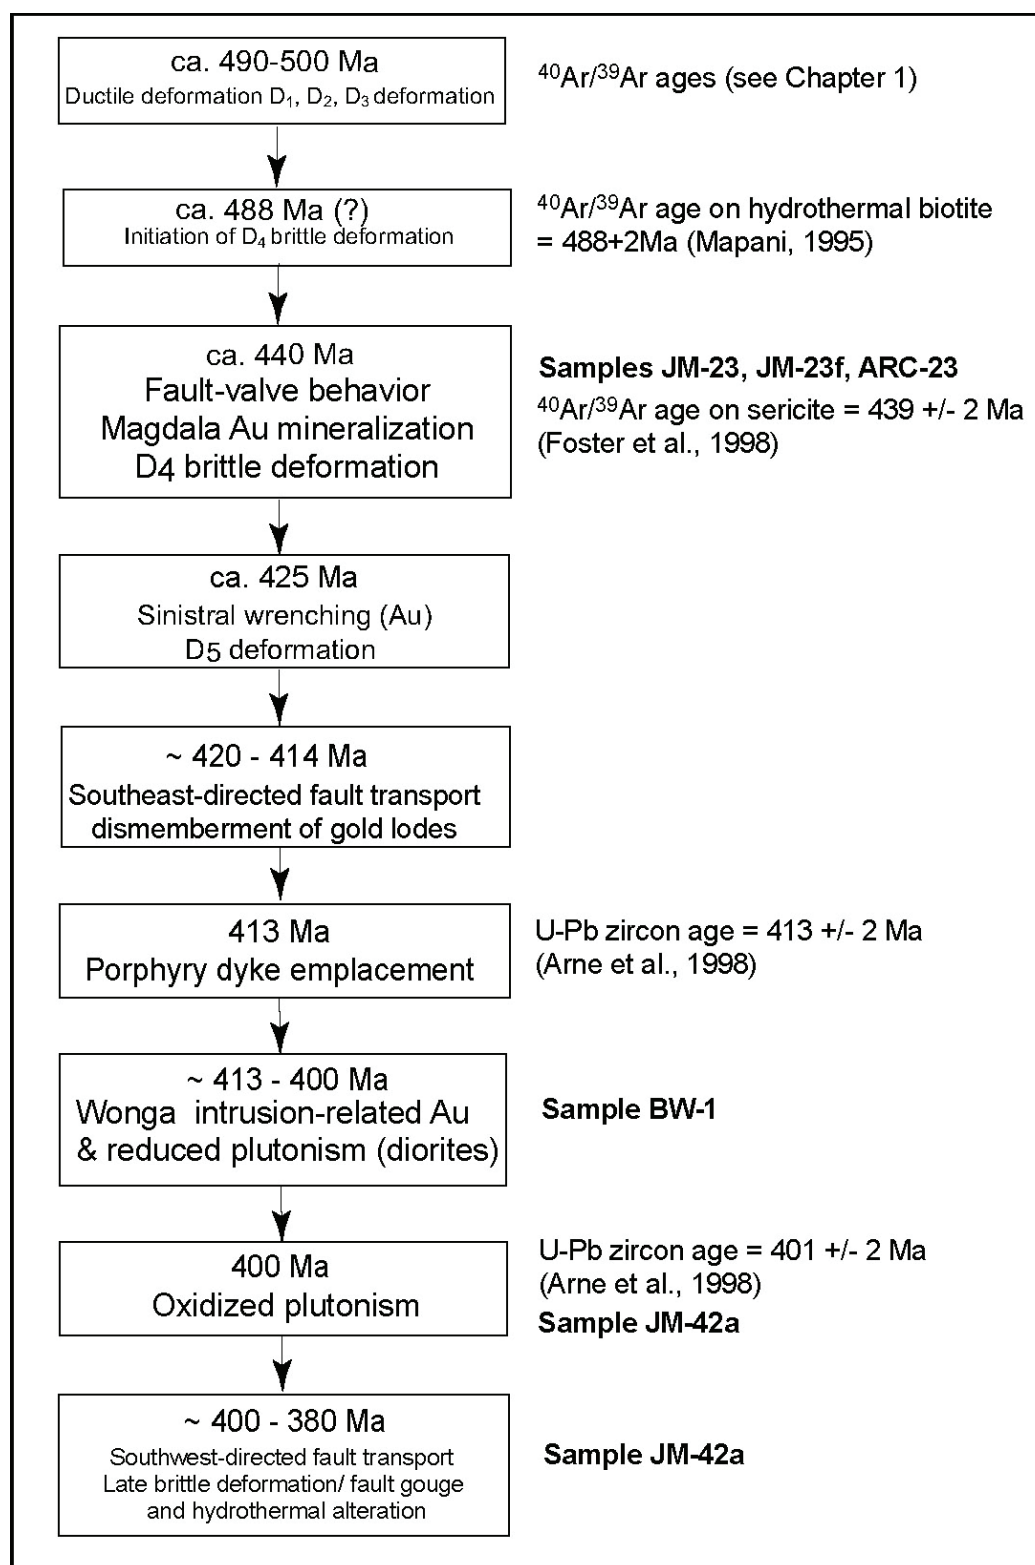 ca. 490-500 Ma
Ductile deformation D₁, D₂, D₃ deformation
⁴⁰Ar/³⁹Ar ages (see Chapter 1)
ca. 488 Ma (?)
Initiation of D₄ brittle deformation
⁴⁰Ar/³⁹Ar age on hydrothermal biotite
= 488+2Ma (Mapani, 1995)
ca. 440 Ma
Fault-valve behavior
Magdala Au mineralization
D4 brittle deformation
Samples JM-23, JM-23f, ARC-23
⁴⁰Ar/³⁹Ar age on sericite = 439 +/- 2 Ma
(Foster et al., 1998)
ca. 425 Ma
Sinistral wrenching (Au)
D5 deformation
~ 420 - 414 Ma
Southeast-directed fault transport
dismemberment of gold lodes
413 Ma
Porphyry dyke emplacement
U-Pb zircon age = 413 +/- 2 Ma
(Arne et al., 1998)
~ 413 - 400 Ma
Wonga intrusion-related Au
& reduced plutonism (diorites)
Sample BW-1
400 Ma
Oxidized plutonism
U-Pb zircon age = 401 +/- 2 Ma
(Arne et al., 1998)
Sample JM-42a
~ 400 - 380 Ma
Southwest-directed fault transport
Late brittle deformation/ fault gouge
and hydrothermal alteration
Sample JM-42a